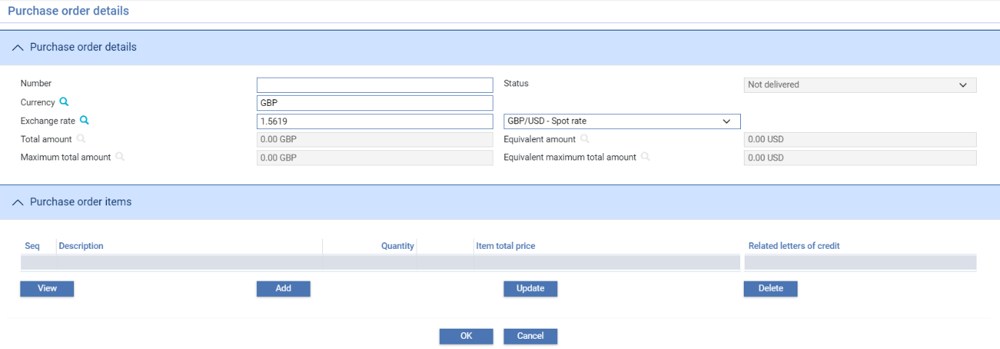 Purchase order details
Purchase order details
Number Status Not delivered
Currency GBP
Exchange rate 1.5619 GBP/USD - Spot rate
Total amount 0.00 GBP Equivalent amount 0.00 USD
Maximum total amount 0.00 GBP Equivalent maximum total amount 0.00 USD
Purchase order items
Seq Description Quantity Item total price Related letters of credit
View Add Update Delete
OK Cancel